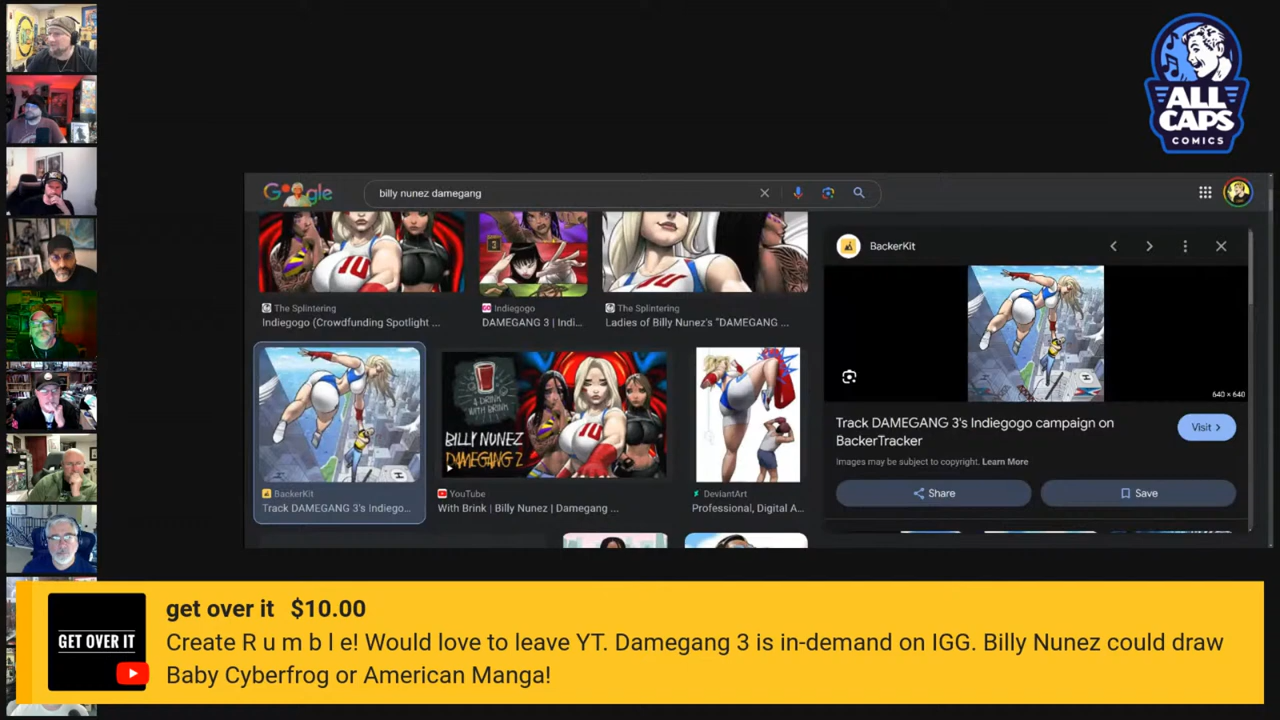 ALL
CAPS
COMICS
Google
billy nunez damegang
BackerKit
The Splintering
Indiegogo (Crowdfunding Spotlight ...
Indiegogo
DAMEGANG 3 | Indi...
The Splintering
Ladies of Billy Nunez's "DAMEGANG ...
640 × 640
Track DAMEGANG 3's Indiegogo campaign on
BackerTracker
Visit >
Images may be subject to copyright. Learn More
Share
Save
A DRINK
WITH BRINK
BILLY NUNEZ
DAMEGANG 2
BackerKit
Track DAMEGANG 3's Indiego...
YouTube
With Brink | Billy Nunez | Damegang ...
DeviantArt
Professional, Digital A...
GET OVER IT
get over it $10.00
Create R u m b l e! Would love to leave YT. Damegang 3 is in-demand on IGG. Billy Nunez could draw
Baby Cyberfrog or American Manga!